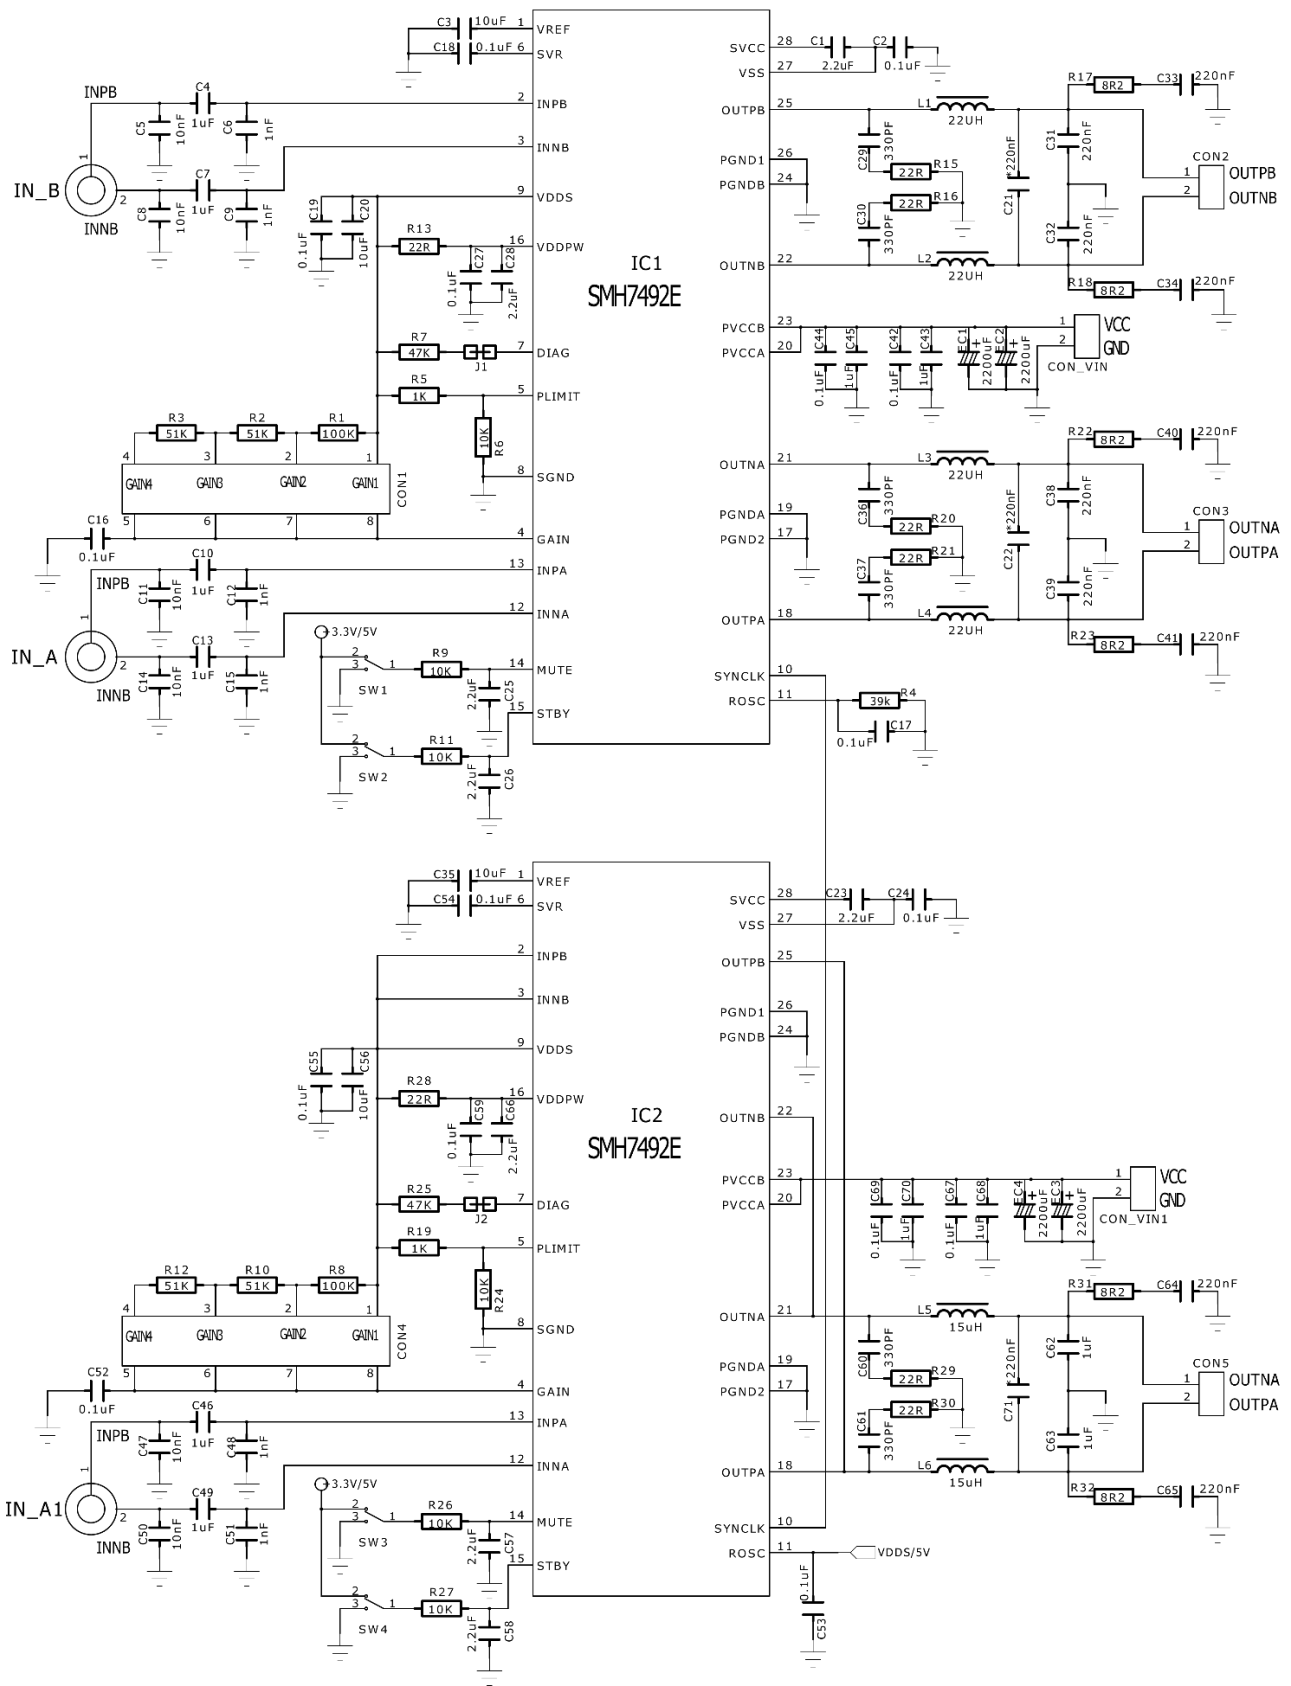 C3 10uF 1 VREF
C18 0.1uF 6 SVR
28 SVCC C1 2.2uF C2 0.1uF
27 VSS
INPB C4 1uF 2 INPB
C5 10nF C6 1nF
3 INNB
1
IN_B 2 C7 1uF
INNB C8 10nF C9 1nF
9 VDDS
C19 0.1uF C20 10uF
R13 22R 16 VDDPW
C27 0.1uF C28 2.2uF
IC1
SMH7492E
25 OUTPB L1 22UH
R17 8R2 C33 220nF
C29 330PF R15 22R
26 PGND1
24 PGNDB
C30 330PF R16 22R
*220nF C21
C31 220nF
C32 220nF
CON2
1 OUTPB
2 OUTNB
22 OUTNB L2 22UH
R18 8R2 C34 220nF
23 PVCCB
20 PVCCA
C44 0.1uF C45 1uF C42 0.1uF C43 1uF
EC1 + 2200uF EC2 + 2200uF
1 VCC
2 GND
CON_VIN
R7 47K J1 7 DIAG
R5 1K 5 PLIMIT
10K R6
8 SGND
R3 51K R2 51K R1 100K
4 3 2 1
GAIN4 GAIN3 GAIN2 GAIN1
CON1
5 6 7 8
C16 0.1uF
4 GAIN
21 OUTNA L3 22UH
R22 8R2 C40 220nF
C36 330PF R20 22R
19 PGNDA
17 PGND2
C37 330PF R21 22R
*220nF C22
C38 220nF
C39 220nF
CON3
1 OUTNA
2 OUTPA
18 OUTPA L4 22UH
R23 8R2 C41 220nF
INPB C10 1uF 13 INPA
C11 10nF C12 1nF
12 INNA
1
IN_A 2 C13 1uF
INNB C14 10nF C15 1nF
+3.3V/5V
2 3 1 SW1 R9 10K 14 MUTE
2.2uF C25
15 STBY
2 3 1 SW2 R11 10K
2.2uF C26
10 SYNCLK
11 ROSC R4 39k
0.1uF C17
C35 10uF 1 VREF
C54 0.1uF 6 SVR
28 SVCC C23 2.2uF C24 0.1uF
27 VSS
2 INPB
3 INNB
25 OUTPB
26 PGND1
24 PGNDB
9 VDDS
C55 0.1uF C56 10uF
R28 22R 16 VDDPW
C59 0.1uF C66 2.2uF
IC2
SMH7492E
22 OUTNB
23 PVCCB
20 PVCCA
C69 0.1uF C70 1uF C67 0.1uF C68 1uF
EC4 + 2200uF EC3 + 2200uF
1 VCC
2 GND
CON_VIN1
R25 47K J2 7 DIAG
R19 1K 5 PLIMIT
10K R24
8 SGND
R12 51K R10 51K R8 100K
4 3 2 1
GAIN4 GAIN3 GAIN2 GAIN1
CON4
5 6 7 8
C52 0.1uF
4 GAIN
21 OUTNA L5 15uH
R31 8R2 C64 220nF
C60 330PF R29 22R
19 PGNDA
17 PGND2
C61 330PF R30 22R
*220nF C71
C62 1uF
C63 1uF
CON5
1 OUTNA
2 OUTPA
18 OUTPA L6 15uH
R32 8R2 C65 220nF
INPB C46 1uF 13 INPA
C47 10nF C48 1nF
12 INNA
1
IN_A1 2 C49 1uF
INNB C50 10nF C51 1nF
+3.3V/5V
2 3 1 SW3 R26 10K 14 MUTE
2.2uF C57
15 STBY
2 3 1 SW4 R27 10K
2.2uF C58
10 SYNCLK
11 ROSC VDDS/5V
0.1uF C53